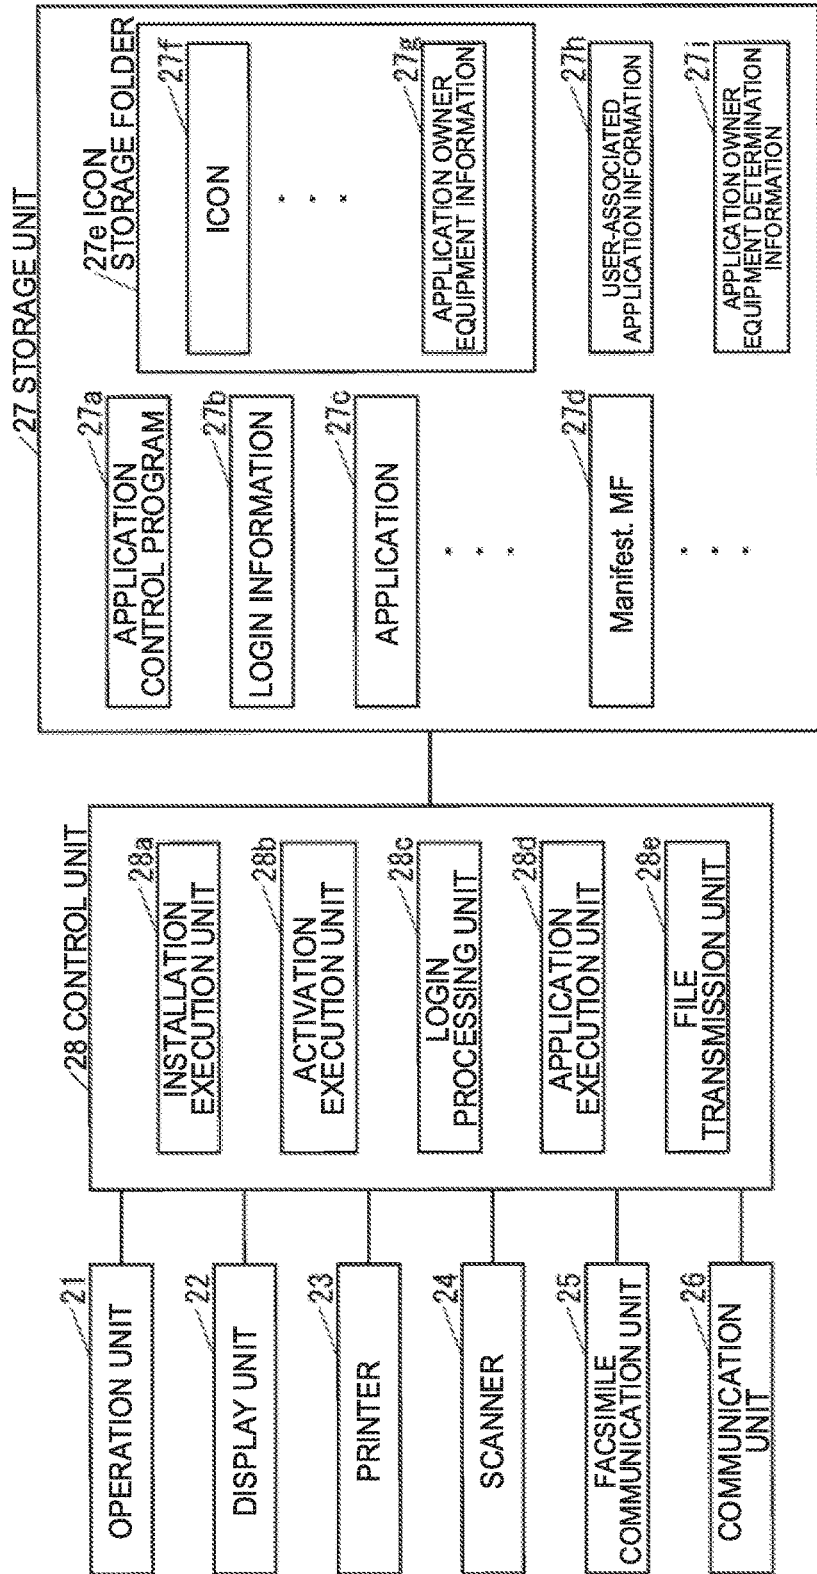 21
OPERATION UNIT
22
DISPLAY UNIT
23
PRINTER
24
SCANNER
25
FACSIMILE
COMMUNICATION UNIT
26
COMMUNICATION
UNIT
28 CONTROL UNIT
28a
INSTALLATION
EXECUTION UNIT
28b
ACTIVATION
EXECUTION UNIT
28c
LOGIN
PROCESSING UNIT
28d
APPLICATION
EXECUTION UNIT
28e
FILE
TRANSMISSION UNIT
27 STORAGE UNIT
27a
APPLICATION
CONTROL PROGRAM
27b
LOGIN INFORMATION
27c
APPLICATION
27d
Manifest. MF
27e ICON
STORAGE FOLDER
27f
ICON
27g
APPLICATION OWNER
EQUIPMENT INFORMATION
27h
USER-ASSOCIATED
APPLICATION INFORMATION
27i
APPLICATION OWNER
EQUIPMENT DETERMINATION
INFORMATION